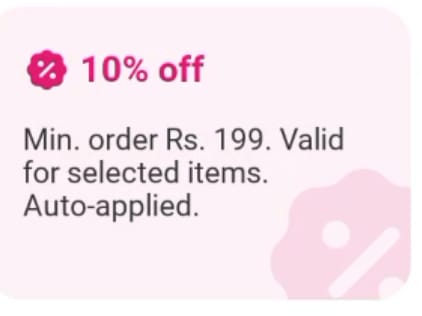 10% off
Min. order Rs. 199. Valid
for selected items.
Auto-applied.